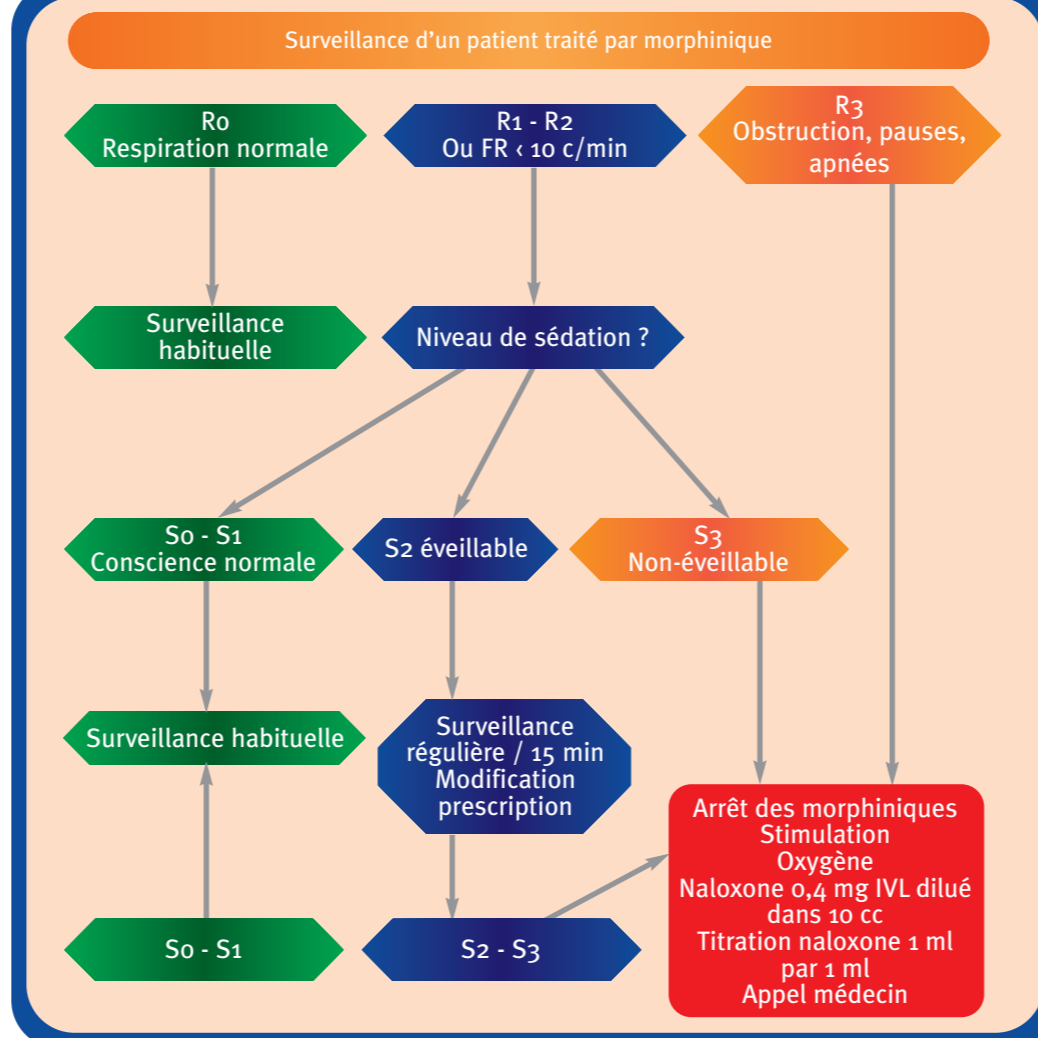 Surveillance d’un patient traité par morphinique
R0
Respiration normale
R1 - R2
Ou FR < 10 c/min
R3
Obstruction, pauses,
apnées
Surveillance
habituelle
Niveau de sédation ?
S0 - S1
Conscience normale
S2 éveillable
S3
Non-éveillable
Surveillance habituelle
Surveillance
régulière / 15 min
Modification
prescription
Arrêt des morphiniques
Stimulation
Oxygène
Naloxone 0,4 mg IVL dilué
dans 10 cc
Titration naloxone 1 ml
par 1 ml
Appel médecin
S0 - S1
S2 - S3